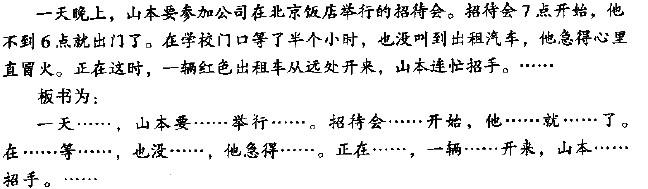 一天晚上，山本要参加公司在北京饭店举行的招待会。招待会7点开始，他
不到6点就出门了。在学校门口等了半个小时，也没叫到出租汽车，他急得心里
直冒火。正在这时，一辆红色出租车从远处开来，山本连忙招手。……
板书为：
一天……，山本要……举行……。招待会……开始，他……就……了。
在……等……，也没……，他急得……。正在……，一辆……开来，山本……
招手。……